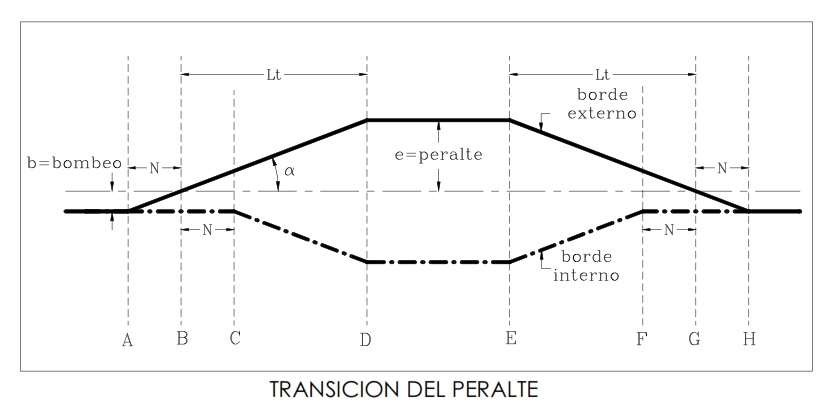 Lt
Lt
borde
externo
b=bombeo
N
e=peralte
N
α
N
N
borde
interno
A
B
C
D
E
F
G
H
TRANSICION DEL PERALTE